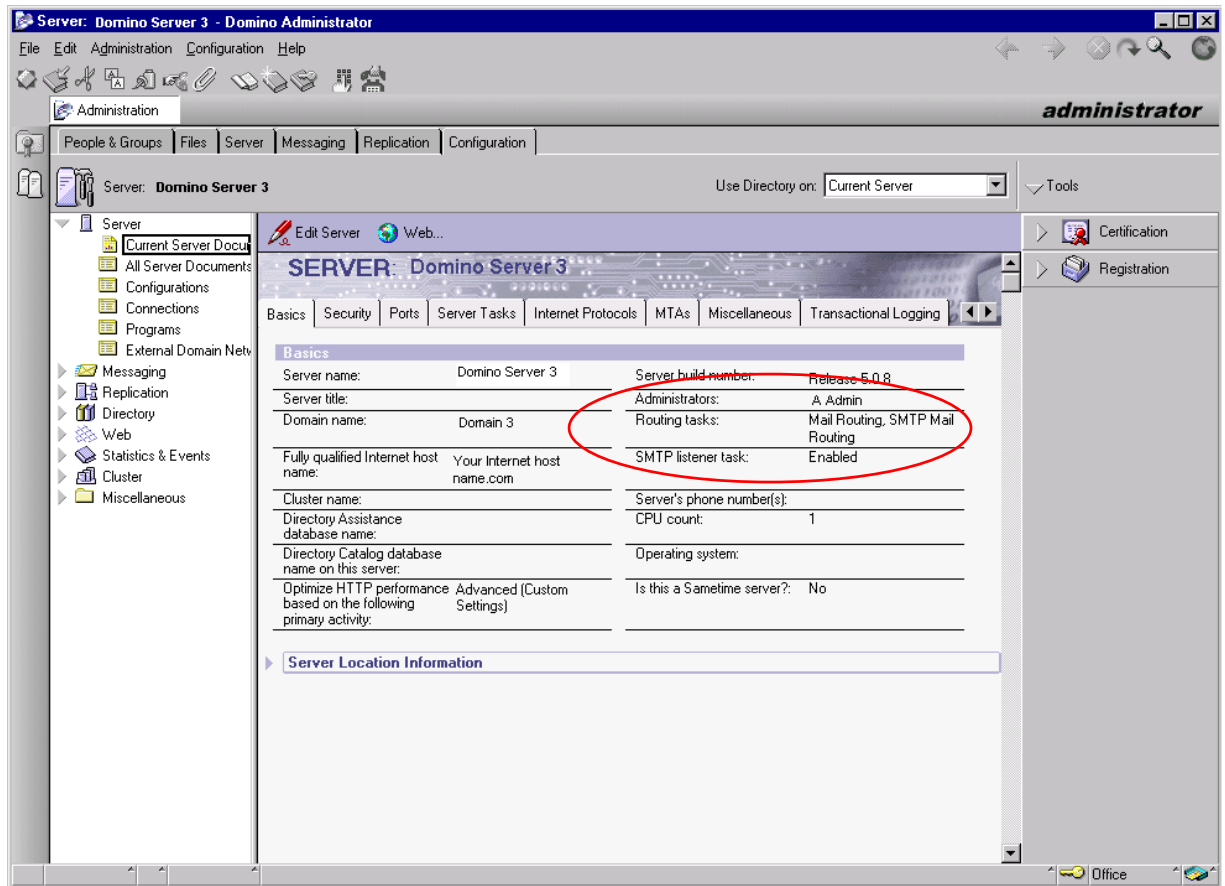 Server: Domino Server 3 - Domino Administrator
File Edit Administration Configuration Help
Administration
administrator
People & Groups Files Server Messaging Replication Configuration
Server: Domino Server 3
Use Directory on: Current Server
Tools
Server
Current Server Docu
All Server Documents
Configurations
Connections
Programs
External Domain Netw
Messaging
Replication
Directory
Web
Statistics & Events
Cluster
Miscellaneous
Edit Server Web...
SERVER: Domino Server 3
Basics Security Ports Server Tasks Internet Protocols MTAs Miscellaneous Transactional Logging
Basics
Server name: Domino Server 3
Server title:
Domain name: Domain 3
Fully qualified Internet host
name:
Your Internet host
name.com
Cluster name:
Directory Assistance
database name:
Directory Catalog database
name on this server:
Optimize HTTP performance
based on the following
primary activity:
Advanced (Custom
Settings)
Server build number: Release 5.0.8
Administrators: A Admin
Routing tasks: Mail Routing, SMTP Mail
Routing
SMTP listener task: Enabled
Server's phone number(s):
CPU count: 1
Operating system:
Is this a Sametime server?: No
Server Location Information
Certification
Registration
Office